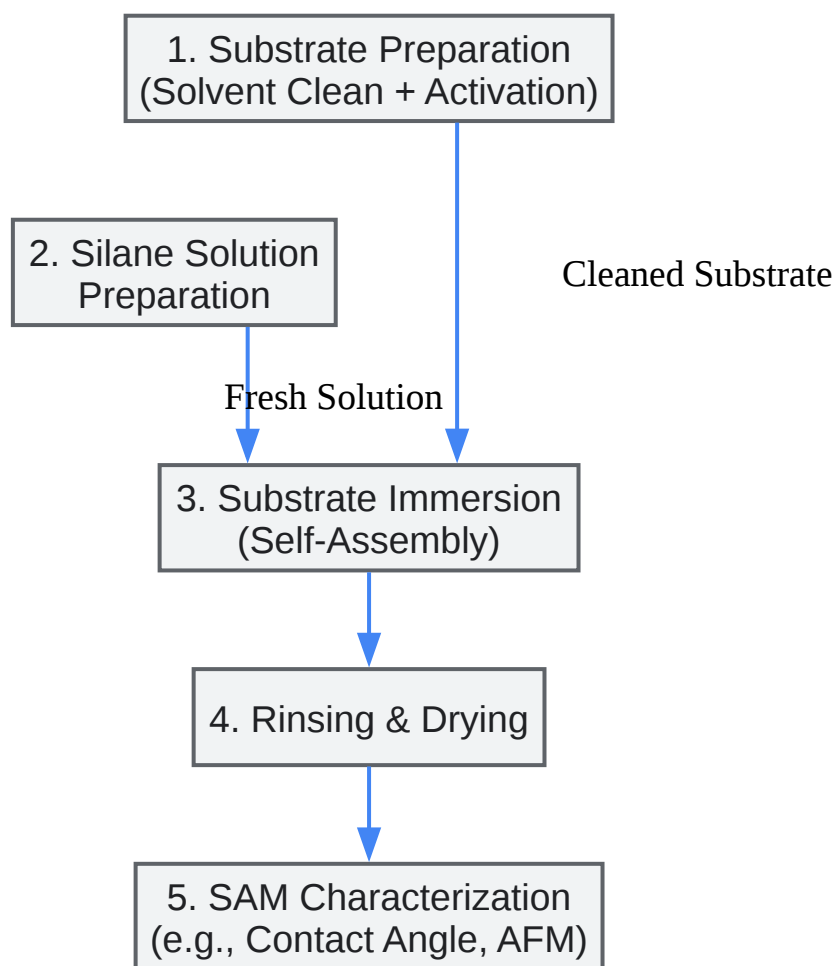 1. Substrate Preparation
(Solvent Clean + Activation)
2. Silane Solution
Preparation
Cleaned Substrate
Fresh Solution
3. Substrate Immersion
(Self-Assembly)
4. Rinsing & Drying
5. SAM Characterization
(e.g., Contact Angle, AFM)